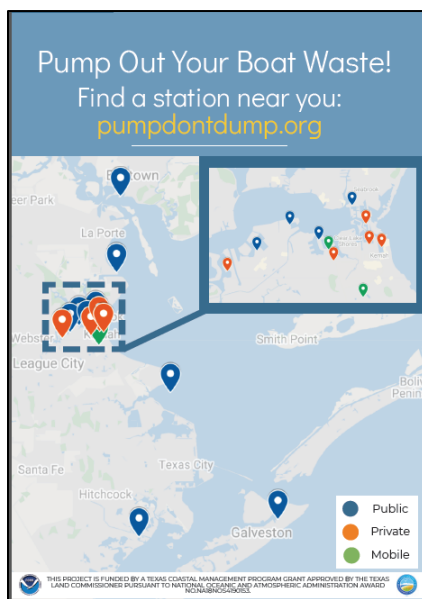 Pump Out Your Boat Waste!
Find a station near you:
pumpdontdump.org
Deer Park
La Porte
Webster
League City
Smith Point
Santa Fe
Texas City
Hitchcock
Galveston
Public
Private
Mobile
THIS PROJECT IS FUNDED BY A TEXAS COASTAL MANAGEMENT PROGRAM GRANT APPROVED BY THE TEXAS
LAND COMMISSIONER PURSUANT TO NATIONAL OCEANIC AND ATMOSPHERIC ADMINISTRATION AWARD